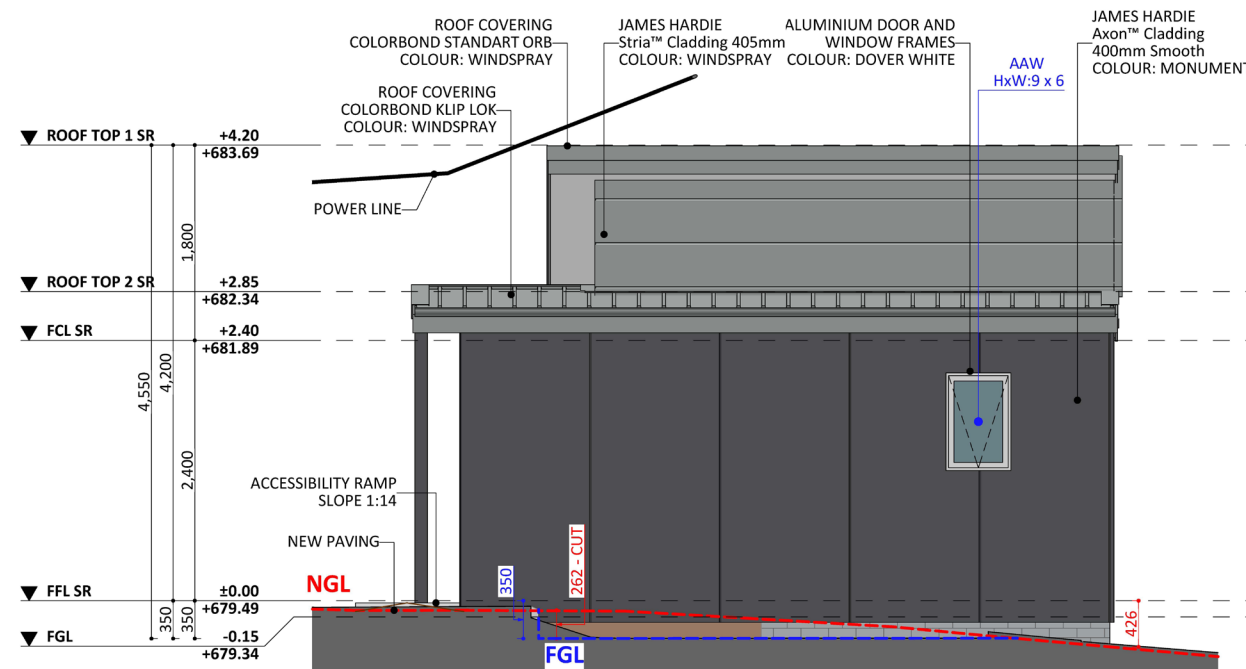 ROOF COVERING
COLORBOND STANDART ORB
COLOUR: WINDSPRAY
JAMES HARDIE
Stria™ Cladding 405mm
COLOUR: WINDSPRAY
ALUMINIUM DOOR AND
WINDOW FRAMES
COLOUR: DOVER WHITE
JAMES HARDIE
Axon™ Cladding
400mm Smooth
COLOUR: MONUMENT
AAW
HxW:9 x 6
ROOF COVERING
COLORBOND KLIP LOK
COLOUR: WINDSPRAY
ROOF TOP 1 SR +4.20
+683.69
POWER LINE
1,800
ROOF TOP 2 SR +2.85
+682.34
FCL SR +2.40
+681.89
4,550
4,200
2,400
ACCESSIBILITY RAMP
SLOPE 1:14
NEW PAVING
350
262 - CUT
NGL
FFL SR ±0.00
+679.49
350
350
426
FGL -0.15
+679.34
FGL